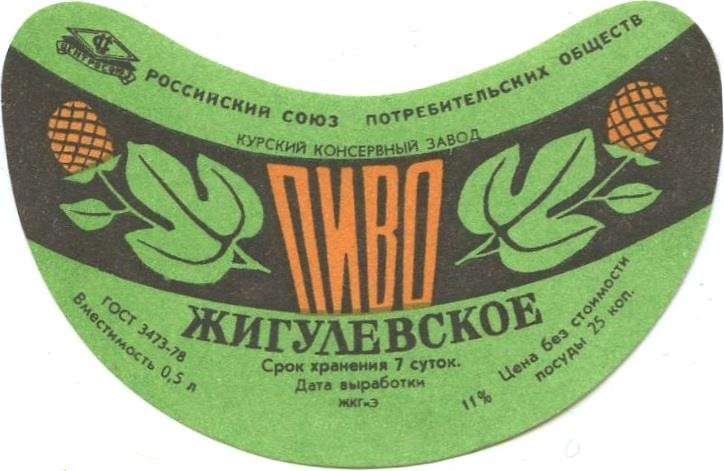 ЦЕНТРОСОЮЗ
РОССИЙСКИЙ СОЮЗ ПОТРЕБИТЕЛЬСКИХ ОБЩЕСТВ
КУРСКИЙ КОНСЕРВНЫЙ ЗАВОД
ПИВО
ЖИГУЛЕВСКОЕ
ГОСТ 3473-78
Вместимость 0,5 л
Срок хранения 7 суток.
Дата выработки
ЖКГиЭ
11% Цена без стоимости
посуды 25 коп.